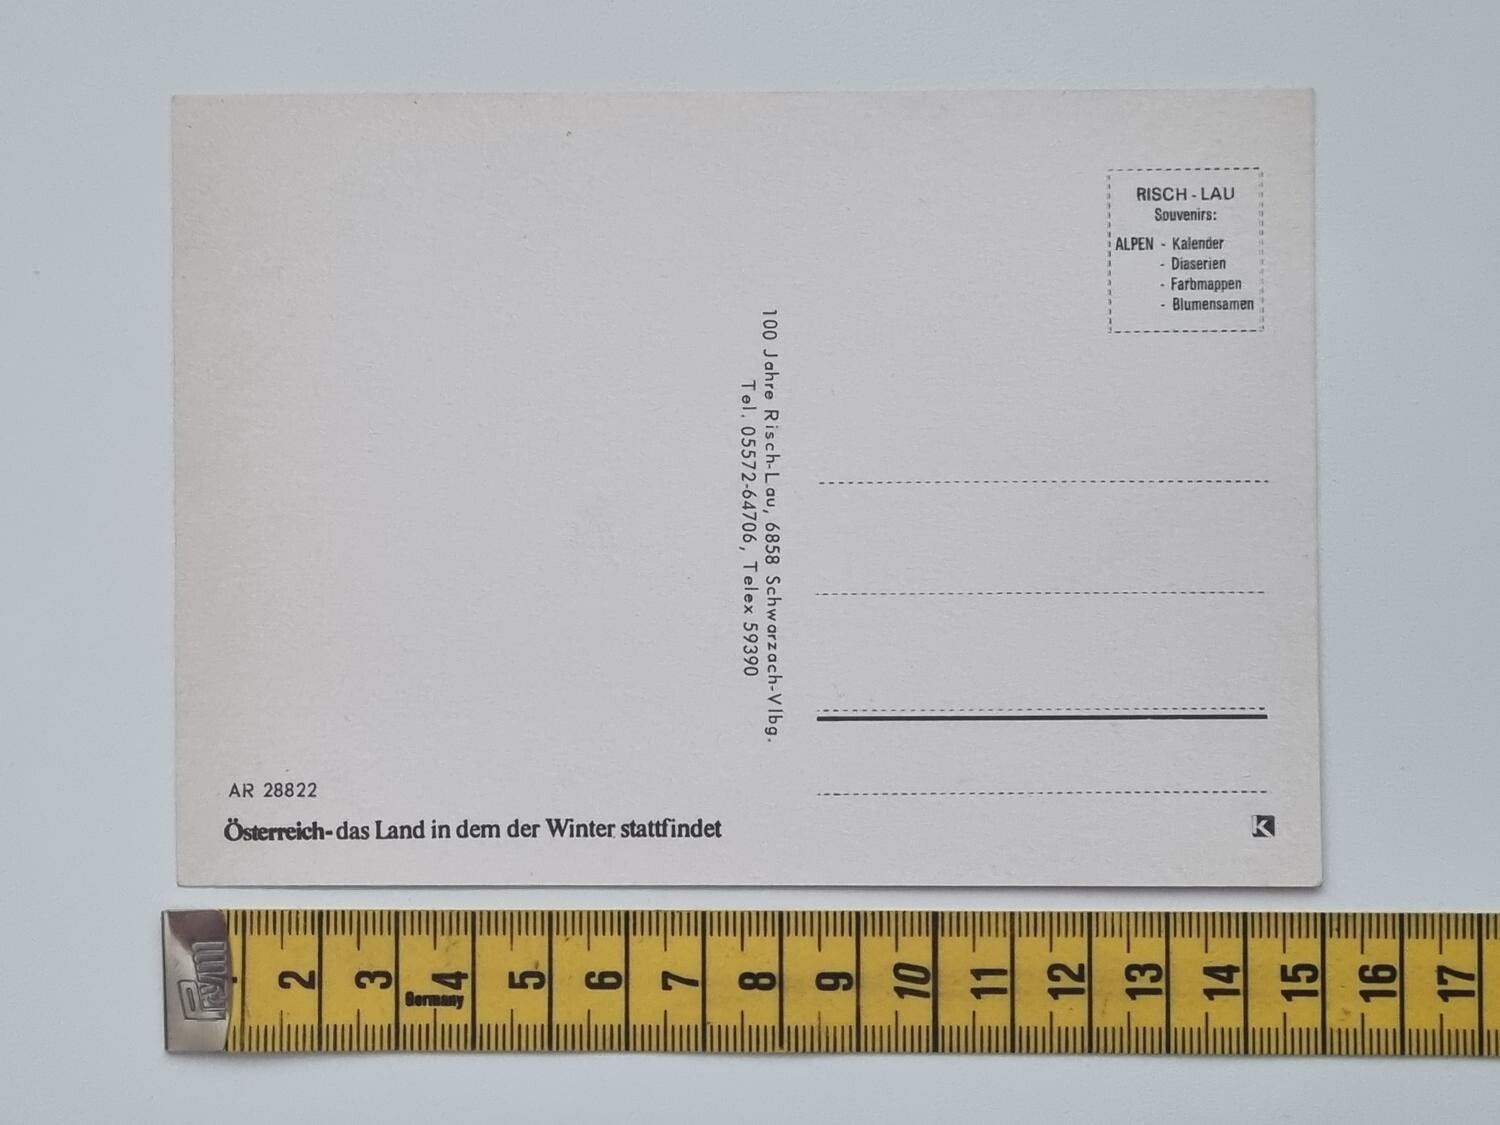 RISCH - LAU
Souvenirs:
ALPEN - Kalender
- Diaserien
- Farbmappen
- Blumensamen
100 Jahre Risch-Lau, 6858 Schwarzach-Vlbg.
Tel. 05572-64706, Telex 59390
AR 28822
Österreich-das Land in dem der Winter stattfindet
K
Prym
2 3 4 5 6 7 8 9 10 11 12 13 14 15 16 17
Germany